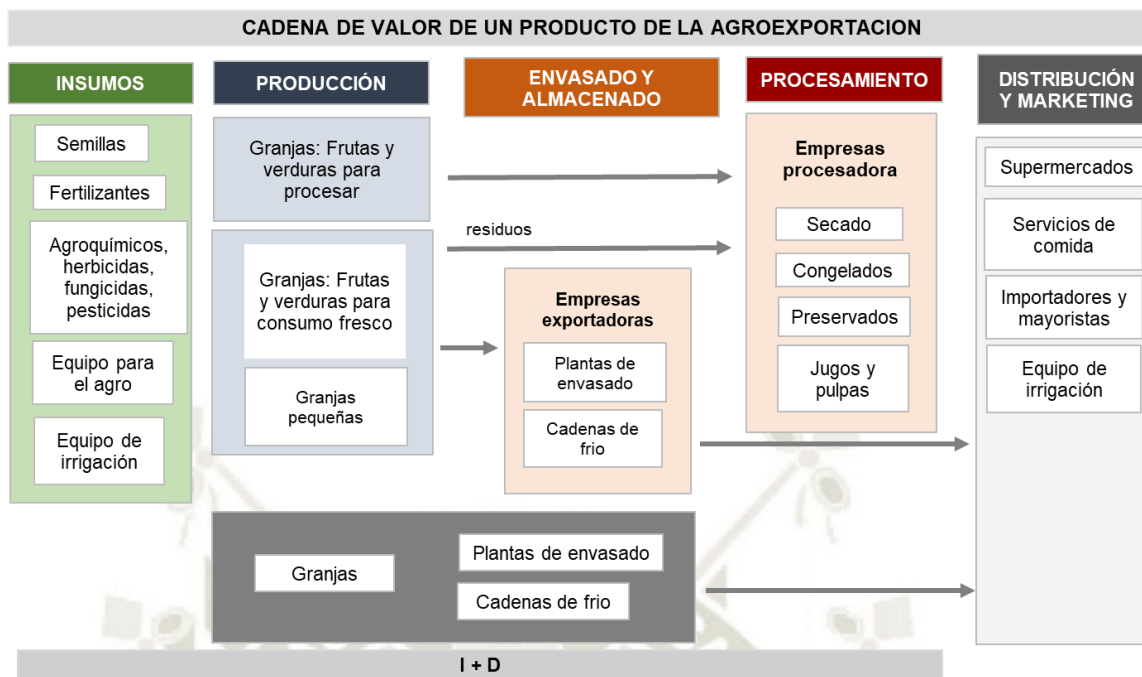 CADENA DE VALOR DE UN PRODUCTO DE LA AGROEXPORTACION
INSUMOS
Semillas
Fertilizantes
Agroquímicos,
herbicidas,
fungicidas,
pesticidas
Equipo para
el agro
Equipo de
irrigación
PRODUCCIÓN
Granjas: Frutas y
verduras para
procesar
Granjas: Frutas
y verduras para
consumo fresco
Granjas
pequeñas
residuos
ENVASADO Y
ALMACENADO
Empresas
exportadoras
Plantas de
envasado
Cadenas de
frio
PROCESAMIENTO
Empresas
procesadora
Secado
Congelados
Preservados
Jugos y
pulpas
DISTRIBUCIÓN
Y MARKETING
Supermercados
Servicios de
comida
Importadores y
mayoristas
Equipo de
irrigación
Granjas
Plantas de envasado
Cadenas de frio
I + D